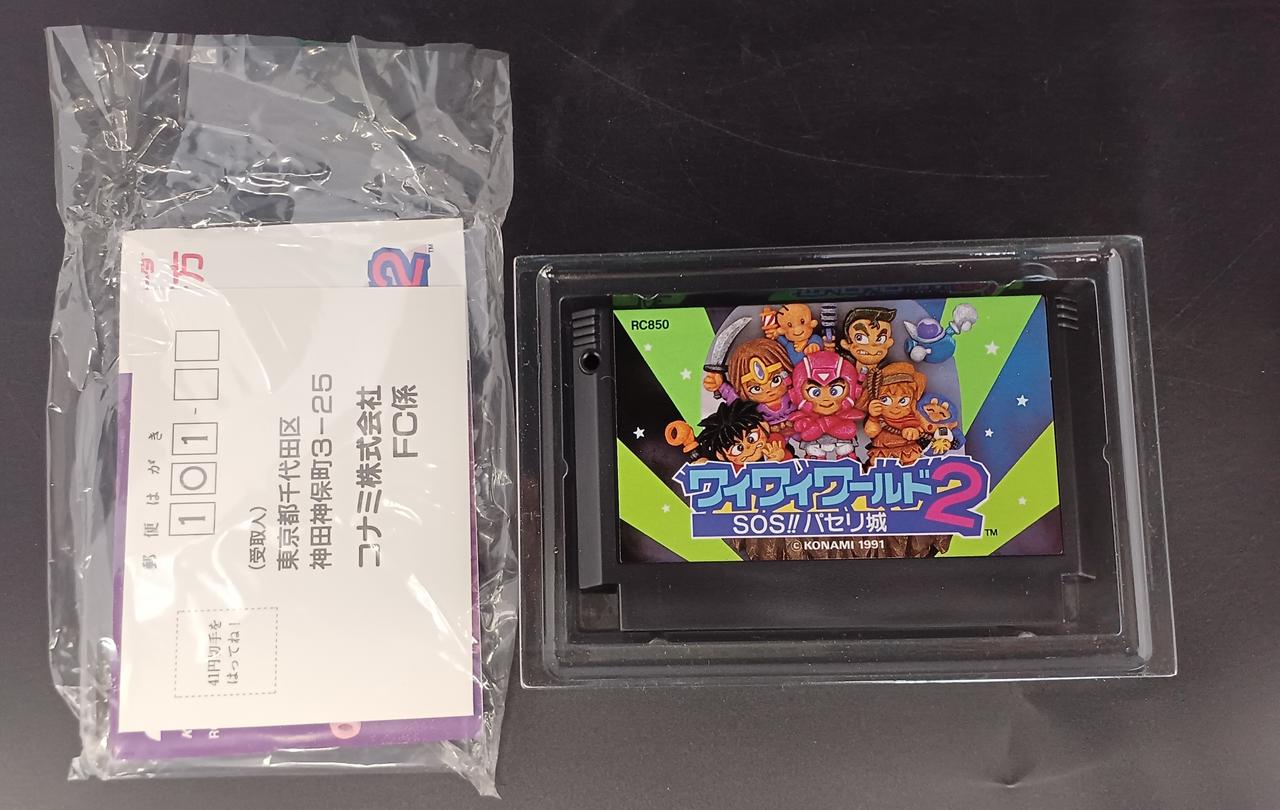 郵便はがき
101-
(受取人)
東京都千代田区
神田神保町3-25
コナミ株式会社
FC係
41円切手を
はってね!
方
2
TM
RC850
ワイワイワールド2
SOS!!パセリ城
TM
© KONAMI 1991